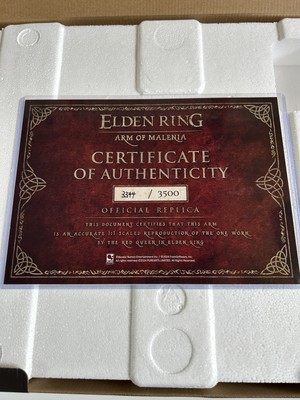 ELDEN RING
ARM OF MALENIA
CERTIFICATE
OF AUTHENTICITY
3344 / 3500
OFFICIAL REPLICA
THIS DOCUMENT CERTIFIES THAT THIS ARM
IS AN ACCURATE 1:1 SCALED REPRODUCTION OF THE ONE WORN
BY THE RED QUEEN IN ELDEN RING